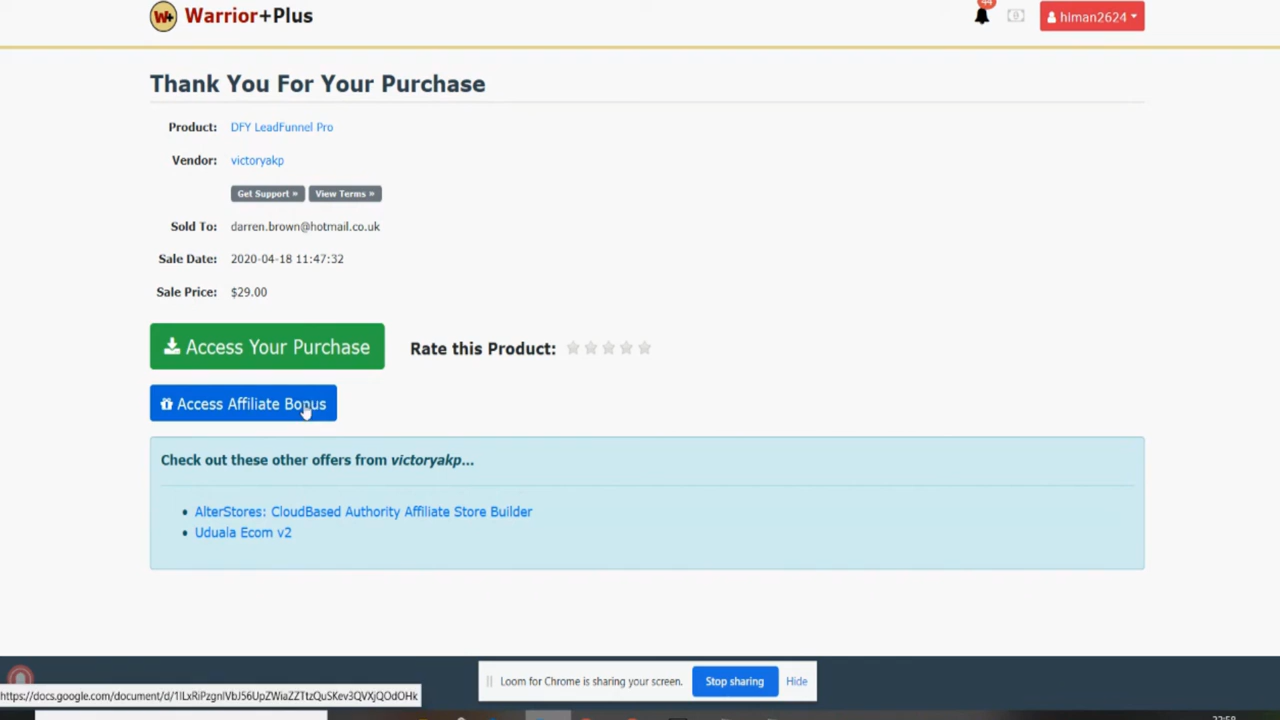 44
Warrior+Plus
hlman2624
Thank You For Your Purchase
Product: DFY LeadFunnel Pro
Vendor: victoryakp
Get Support » View Terms »
Sold To: darren.brown@hotmail.co.uk
Sale Date: 2020-04-18 11:47:32
Sale Price: $29.00
Access Your Purchase Rate this Product:
Access Affiliate Bonus
Check out these other offers from victoryakp...
• AlterStores: CloudBased Authority Affiliate Store Builder
• Uduala Ecom v2
Loom for Chrome is sharing your screen. Stop sharing Hide